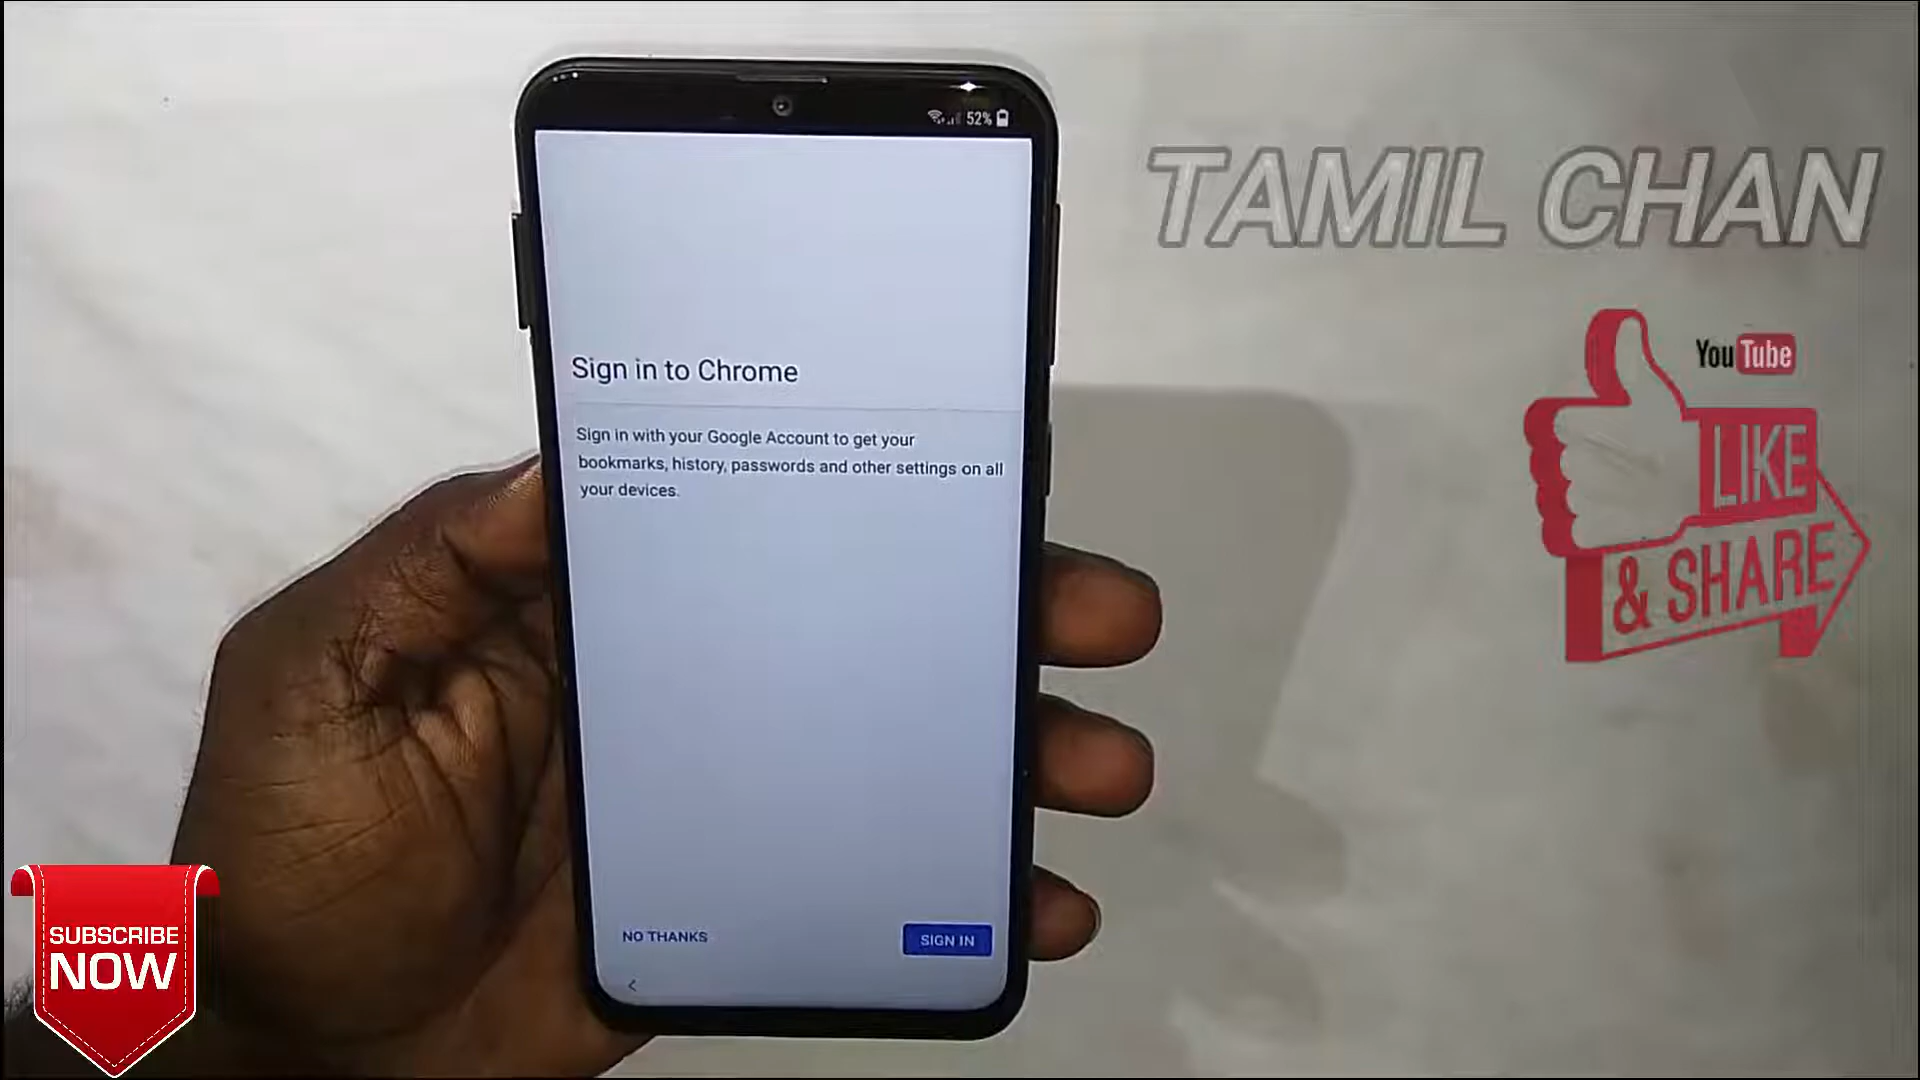 52%
TAMIL CHAN
Sign in to Chrome
Sign in with your Google Account to get your
bookmarks, history, passwords and other settings on all
your devices.
NO THANKS
SIGN IN
YouTube
LIKE
& SHARE
SUBSCRIBE
NOW